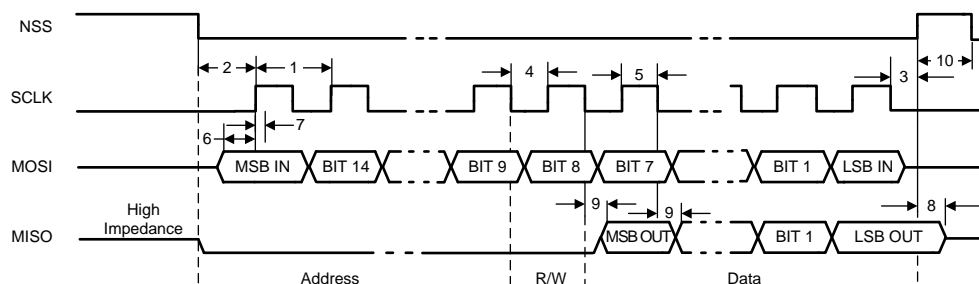 NSS
10
2
1
4
5
3
SCLK
7
6
MOSI
MSB IN
BIT 14
BIT 9
BIT 8
BIT 7
BIT 1
LSB IN
High
Impedance
9
9
8
MISO
MSB OUT
BIT 1
LSB OUT
Address
R/W
Data